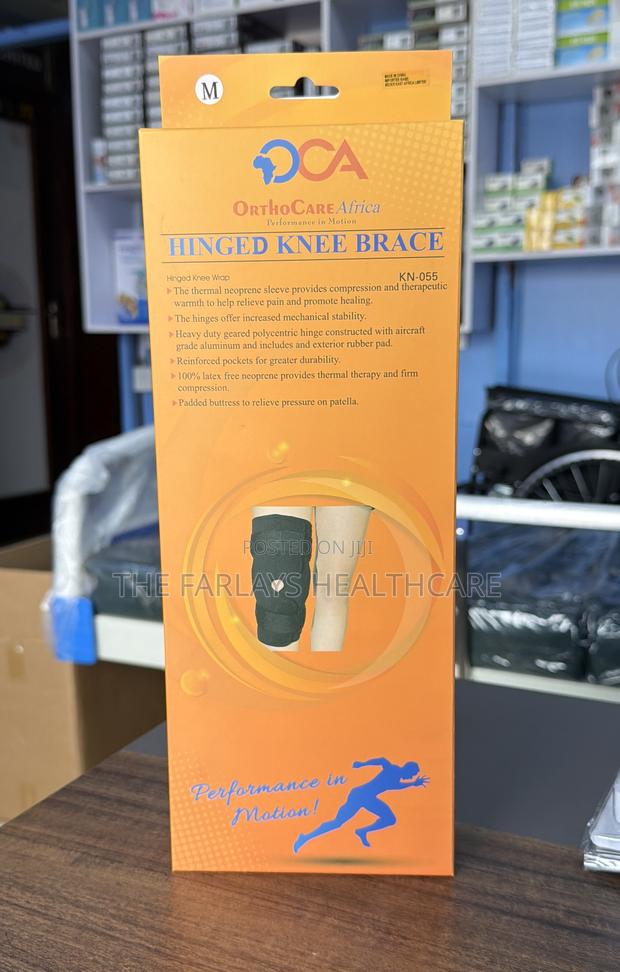 M
MADE IN CHINA
OCA
ORTHOCARE Africa
Performance in Motion
HINGED KNEE BRACE
Hinged Knee Wrap
KN-055
The thermal neoprene sleeve provides compression and therapeutic
warmth to help relieve pain and promote healing.
The hinges offer increased mechanical stability.
Heavy duty geared polycentric hinge constructed with aircraft
grade aluminum and includes and exterior rubber pad.
Reinforced pockets for greater durability.
100% latex free neoprene provides thermal therapy and firm
compression.
Padded buttress to relieve pressure on patella.
POSTED ON JIJI
THE FARLAYS HEALTHCARE
Performance in
Motion!